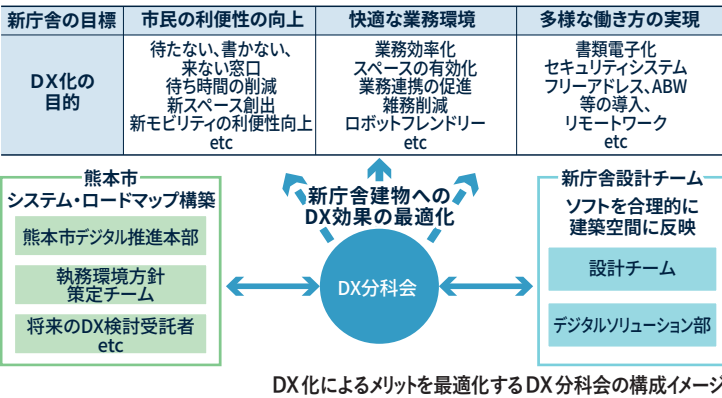 新庁舎の目標
市民の利便性の向上
快適な業務環境
多様な働き方の実現
DX化の
目的
待たない、書かない、
来ない窓口
待ち時間の削減
新スペース創出
新モビリティの利便性向上
etc
業務効率化
スペースの有効化
業務連携の促進
雑務削減
ロボットフレンドリー
etc
書類電子化
セキュリティシステム
フリーアドレス、ABW
等の導入、
リモートワーク
etc
熊本市
システム・ロードマップ構築
熊本市デジタル推進本部
執務環境方針
策定チーム
将来のDX検討受託者
etc
新庁舎建物への
DX効果の最適化
DX分科会
新庁舎設計チーム
ソフトを合理的に
建築空間に反映
設計チーム
デジタルソリューション部
DX化によるメリットを最適化するDX分科会の構成イメージ